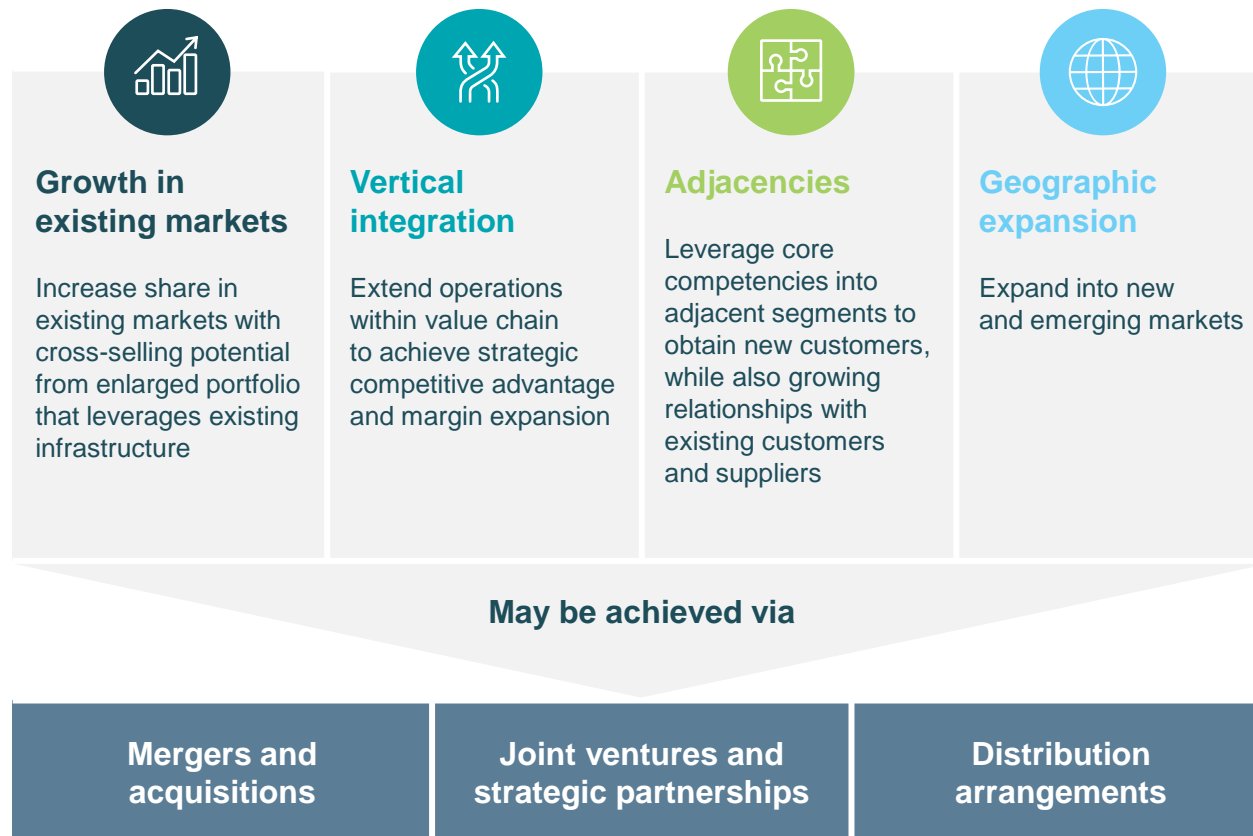 Growth in
existing markets
Increase share in
existing markets with
cross-selling potential
from enlarged portfolio
that leverages existing
infrastructure
Vertical
integration
Extend operations
within value chain
to achieve strategic
competitive advantage
and margin expansion
Adjacencies
Leverage core
competencies into
adjacent segments to
obtain new customers,
while also growing
relationships with
existing customers
and suppliers
Geographic
expansion
Expand into new
and emerging markets
May be achieved via
Mergers and
acquisitions
Joint ventures and
strategic partnerships
Distribution
arrangements